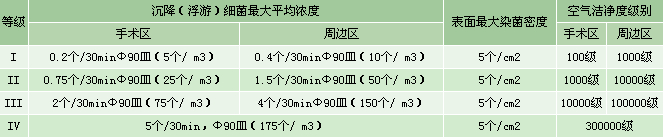 等级 沉降（浮游）细菌最大平均浓度 表面最大染菌密度 空气洁净度级别
手术区 周边区 手术区 周边区
I 0.2个/30minΦ90皿（5个/ m3） 0.4个/30minΦ90皿（10个/ m3） 5个/cm2 100级 1000级
II 0.75个/30minΦ90皿（25个/ m3） 1.5个/30minΦ90皿（50个/ m3） 5个/cm2 1000级 10000级
III 2个/30minΦ90皿（75个/ m3） 4个/30minΦ90皿（150个/ m3） 5个/cm2 10000级 100000级
IV 5个/30min，Φ90皿（175个/ m3） 5个/cm2 300000级